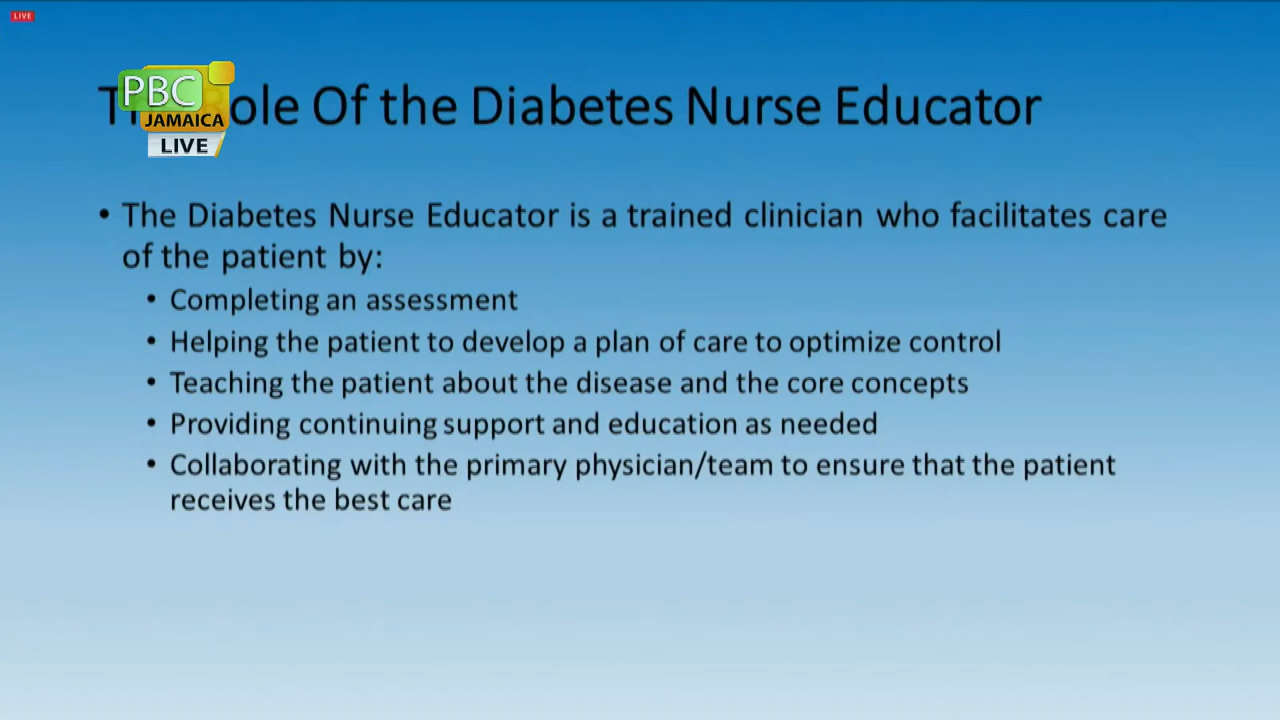 LIVE
PBC
JAMAICA
LIVE
T ole Of the Diabetes Nurse Educator
• The Diabetes Nurse Educator is a trained clinician who facilitates care
of the patient by:
• Completing an assessment
• Helping the patient to develop a plan of care to optimize control
• Teaching the patient about the disease and the core concepts
• Providing continuing support and education as needed
• Collaborating with the primary physician/team to ensure that the patient
receives the best care